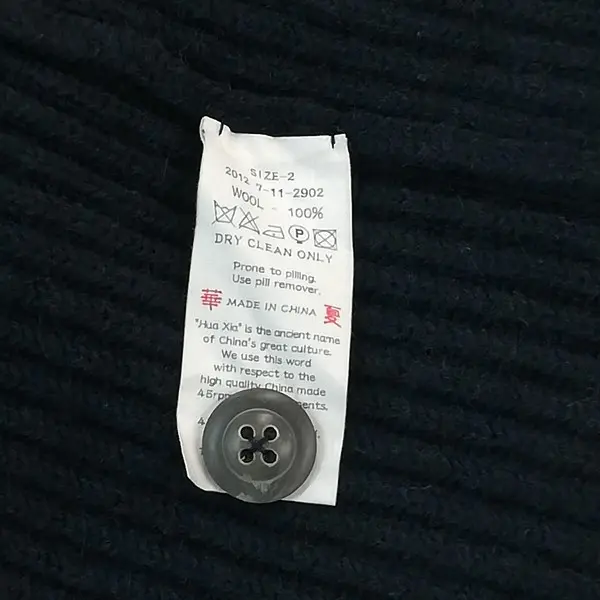 SIZE-2
2012 7-11-2902
WOOL - 100%
P
DRY CLEAN ONLY
Prone to pilling.
Use pill remover.
華 MADE IN CHINA 夏
"Hua Xia" is the ancient name
of China's great culture.
We use this word
with respect to the
high quality China made
45rpm